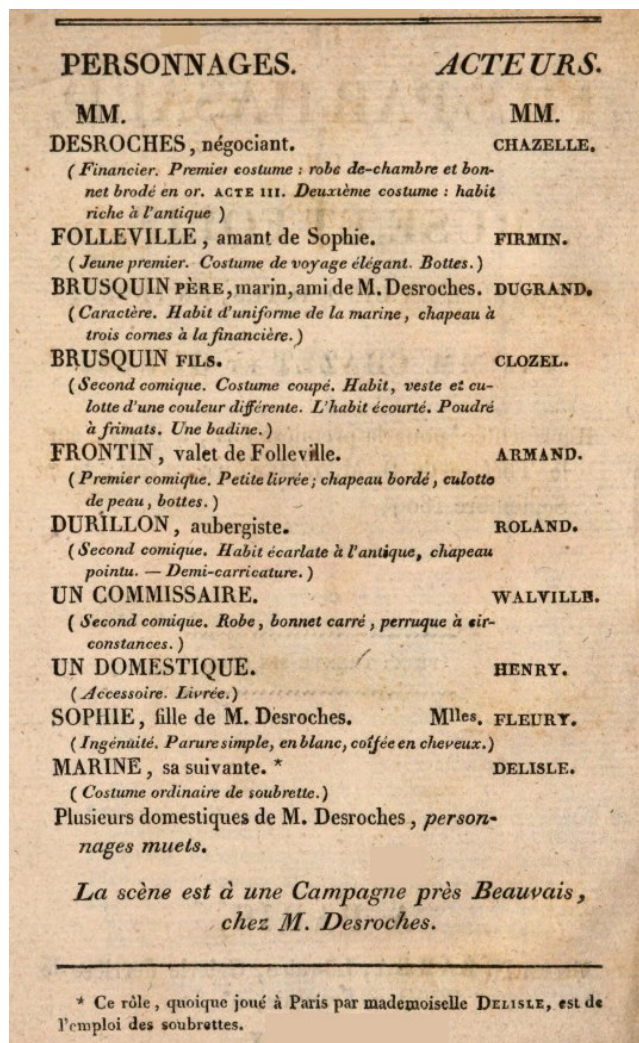 PERSONNAGES. ACTEURS.
MM. MM.
DESROCHES, négociant. CHAZELLE.
(Financier. Premier costume : robe de-chambre et bon-
net brodé en or. ACTE III. Deuxième costume : habit
riche à l'antique )
FOLLEVILLE, amant de Sophie. FIRMIN.
(Jeune premier. Costume de voyage élégant. Bottes.)
BRUSQUIN PÈRE, marin, ami de M. Desroches. DUGRAND.
(Caractère. Habit d'uniforme de la marine, chapeau à
trois cornes à la financière.)
BRUSQUIN FILS. CLOZEL.
(Second comique. Costume coupé. Habit, veste et cu-
lotte d'une couleur différente. L'habit écourté. Poudré
à frimats. Une badine.)
FRONTIN, valet de Folleville. ARMAND.
(Premier comique. Petite livrée; chapeau bordé, culotte
de peau, bottes.)
DURILLON, aubergiste. ROLAND.
(Second comique. Habit écarlate à l'antique, chapeau
pointu. — Demi-carricature.)
UN COMMISSAIRE. WALVILLE.
(Second comique. Robe, bonnet carré, perruque à cir-
constances.)
UN DOMESTIQUE. HENRY.
(Accessoire. Livrée.)
SOPHIE, fille de M. Desroches. Mlles. FLEURY.
(Ingénuité. Parure simple, en blanc, coîfée en cheveux.)
MARINE, sa suivante. * DELISLE.
(Costume ordinaire de soubrette.)
Plusieurs domestiques de M. Desroches, person-
nages muets.
La scène est à une Campagne près Beauvais,
chez M. Desroches.
* Ce rôle, quoique joué à Paris par mademoiselle DELISLE, est de
l'emploi des soubrettes.